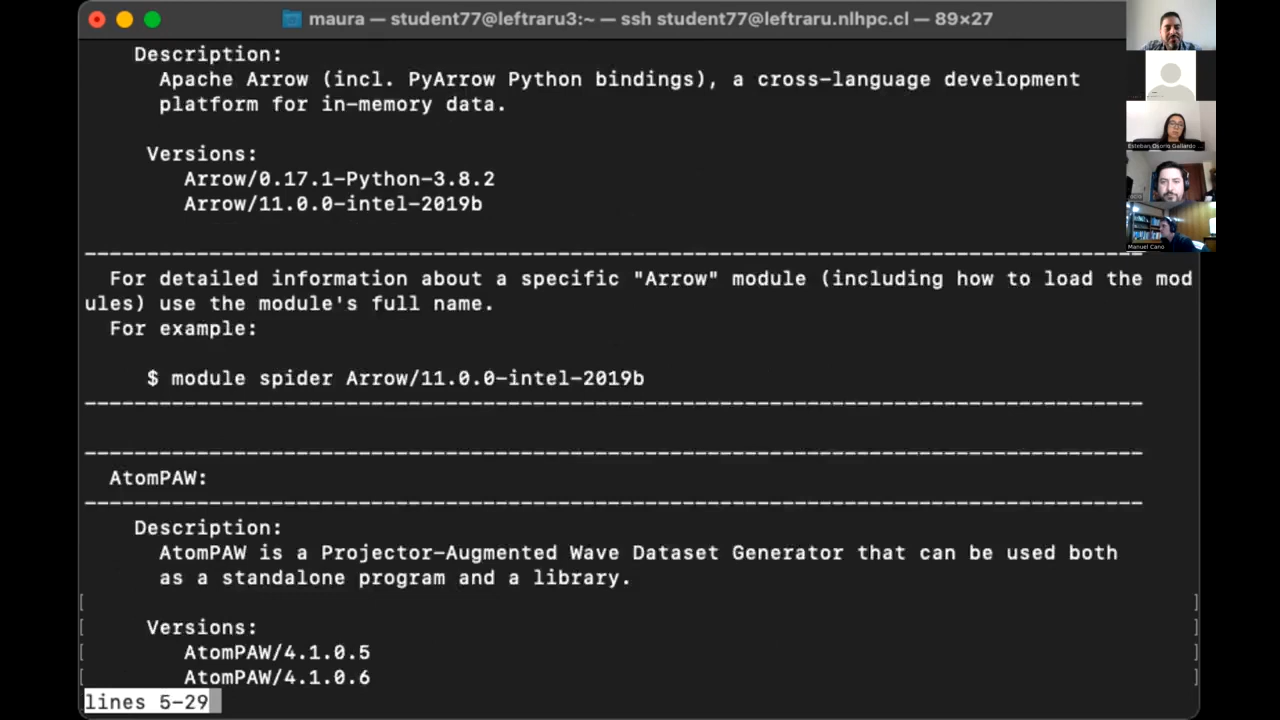 maura — student77@leftraru3:~ — ssh student77@leftraru.nlhpc.cl — 89×27
Description:
Apache Arrow (incl. PyArrow Python bindings), a cross-language development
platform for in-memory data.
Versions:
Arrow/0.17.1-Python-3.8.2
Arrow/11.0.0-intel-2019b
-------------------------------------------------------------------------------------
For detailed information about a specific "Arrow" module (including how to load the mod
ules) use the module's full name.
For example:
$ module spider Arrow/11.0.0-intel-2019b
-------------------------------------------------------------------------------------
-------------------------------------------------------------------------------------
AtomPAW:
-------------------------------------------------------------------------------------
Description:
AtomPAW is a Projector-Augmented Wave Dataset Generator that can be used both
as a standalone program and a library.
[ ]
[ Versions: ]
[ AtomPAW/4.1.0.5 ]
[ AtomPAW/4.1.0.6 ]
lines 5-29
Esteban Osorio Gallardo
Manuel Cano